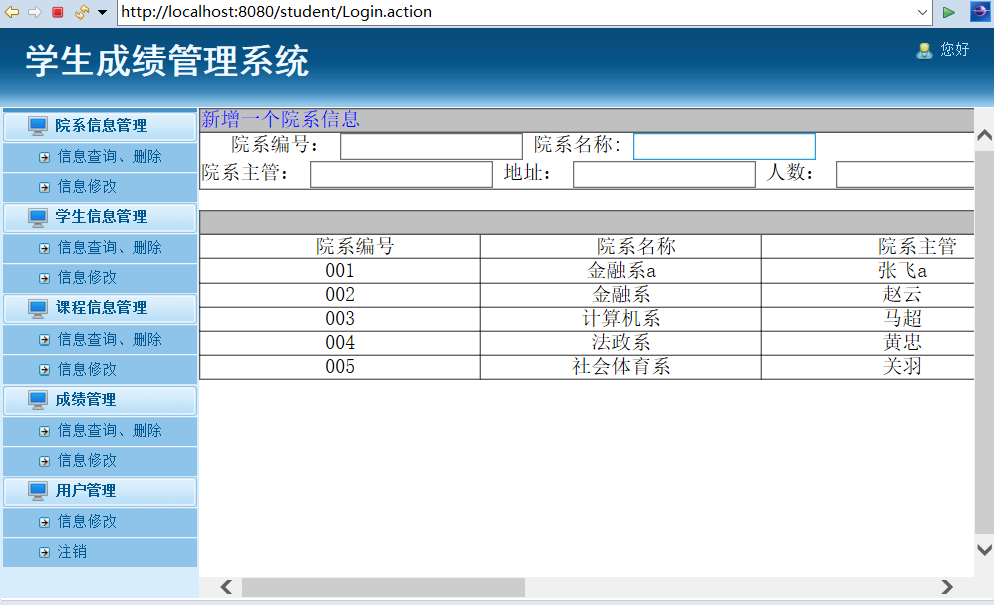 http://localhost:8080/student/Login.action
学生成绩管理系统
您好
院系信息管理
信息查询、删除
信息修改
学生信息管理
信息查询、删除
信息修改
课程信息管理
信息查询、删除
信息修改
成绩管理
信息查询、删除
信息修改
用户管理
信息修改
注销
新增一个院系信息
院系编号: 院系名称:
院系主管: 地址: 人数:
院系编号 院系名称 院系主管
001 金融系a 张飞a
002 金融系 赵云
003 计算机系 马超
004 法政系 黄忠
005 社会体育系 关羽